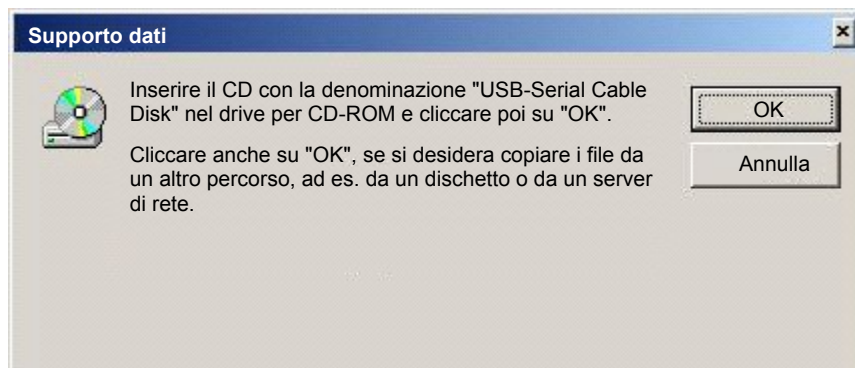 Supporto dati
Inserire il CD con la denominazione "USB-Serial Cable
Disk" nel drive per CD-ROM e cliccare poi su "OK".
Cliccare anche su "OK", se si desidera copiare i file da
un altro percorso, ad es. da un dischetto o da un server
di rete.
OK
Annulla